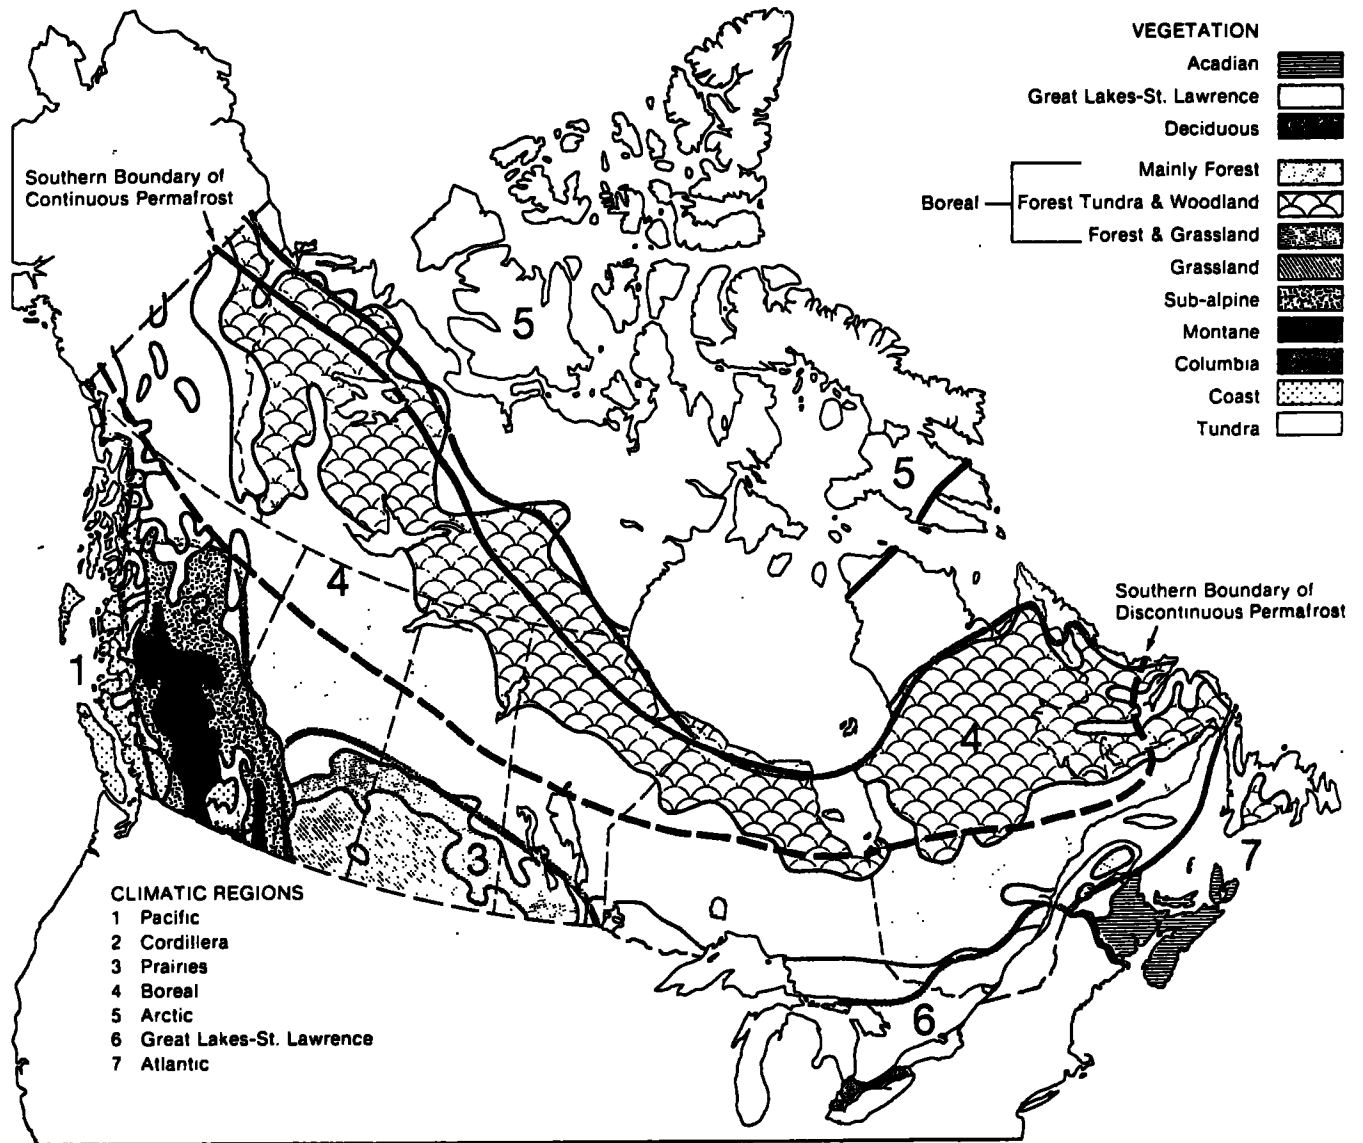 VEGETATION
Acadian
Great Lakes-St. Lawrence
Deciduous
Mainly Forest
Boreal
Forest Tundra & Woodland
Forest & Grassland
Grassland
Sub-alpine
Montane
Columbia
Coast
Tundra
Southern Boundary of
Continuous Permafrost
5
5
Southern Boundary of
Discontinuous Permafrost
4
1
4
3
7
6
CLIMATIC REGIONS
1 Pacific
2 Cordillera
3 Prairies
4 Boreal
5 Arctic
6 Great Lakes-St. Lawrence
7 Atlantic